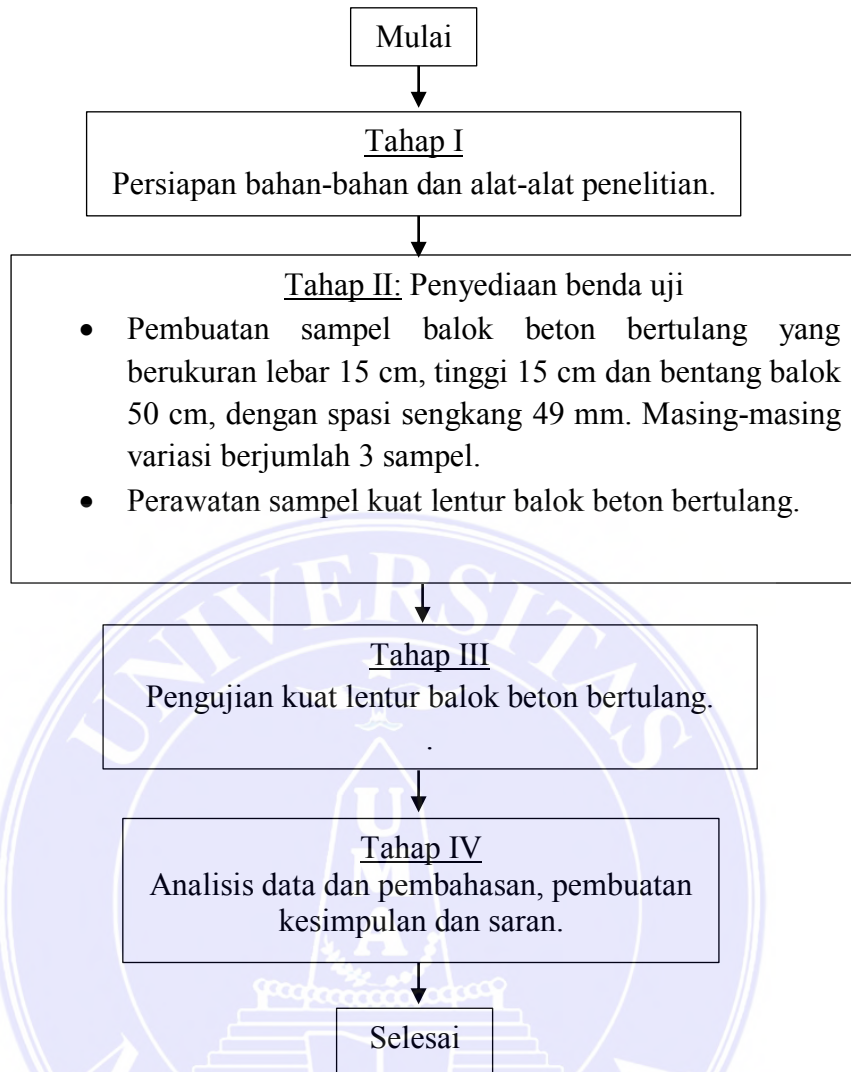 Mulai
Tahap I
Persiapan bahan-bahan dan alat-alat penelitian.
Tahap II: Penyediaan benda uji
• Pembuatan sampel balok beton bertulang yang
berukuran lebar 15 cm, tinggi 15 cm dan bentang balok
50 cm, dengan spasi sengkang 49 mm. Masing-masing
variasi berjumlah 3 sampel.
• Perawatan sampel kuat lentur balok beton bertulang.
UNIVERSITAS
Tahap III
Pengujian kuat lentur balok beton bertulang.
.
UMA
Tahap IV
Analisis data dan pembahasan, pembuatan
kesimpulan dan saran.
Selesai